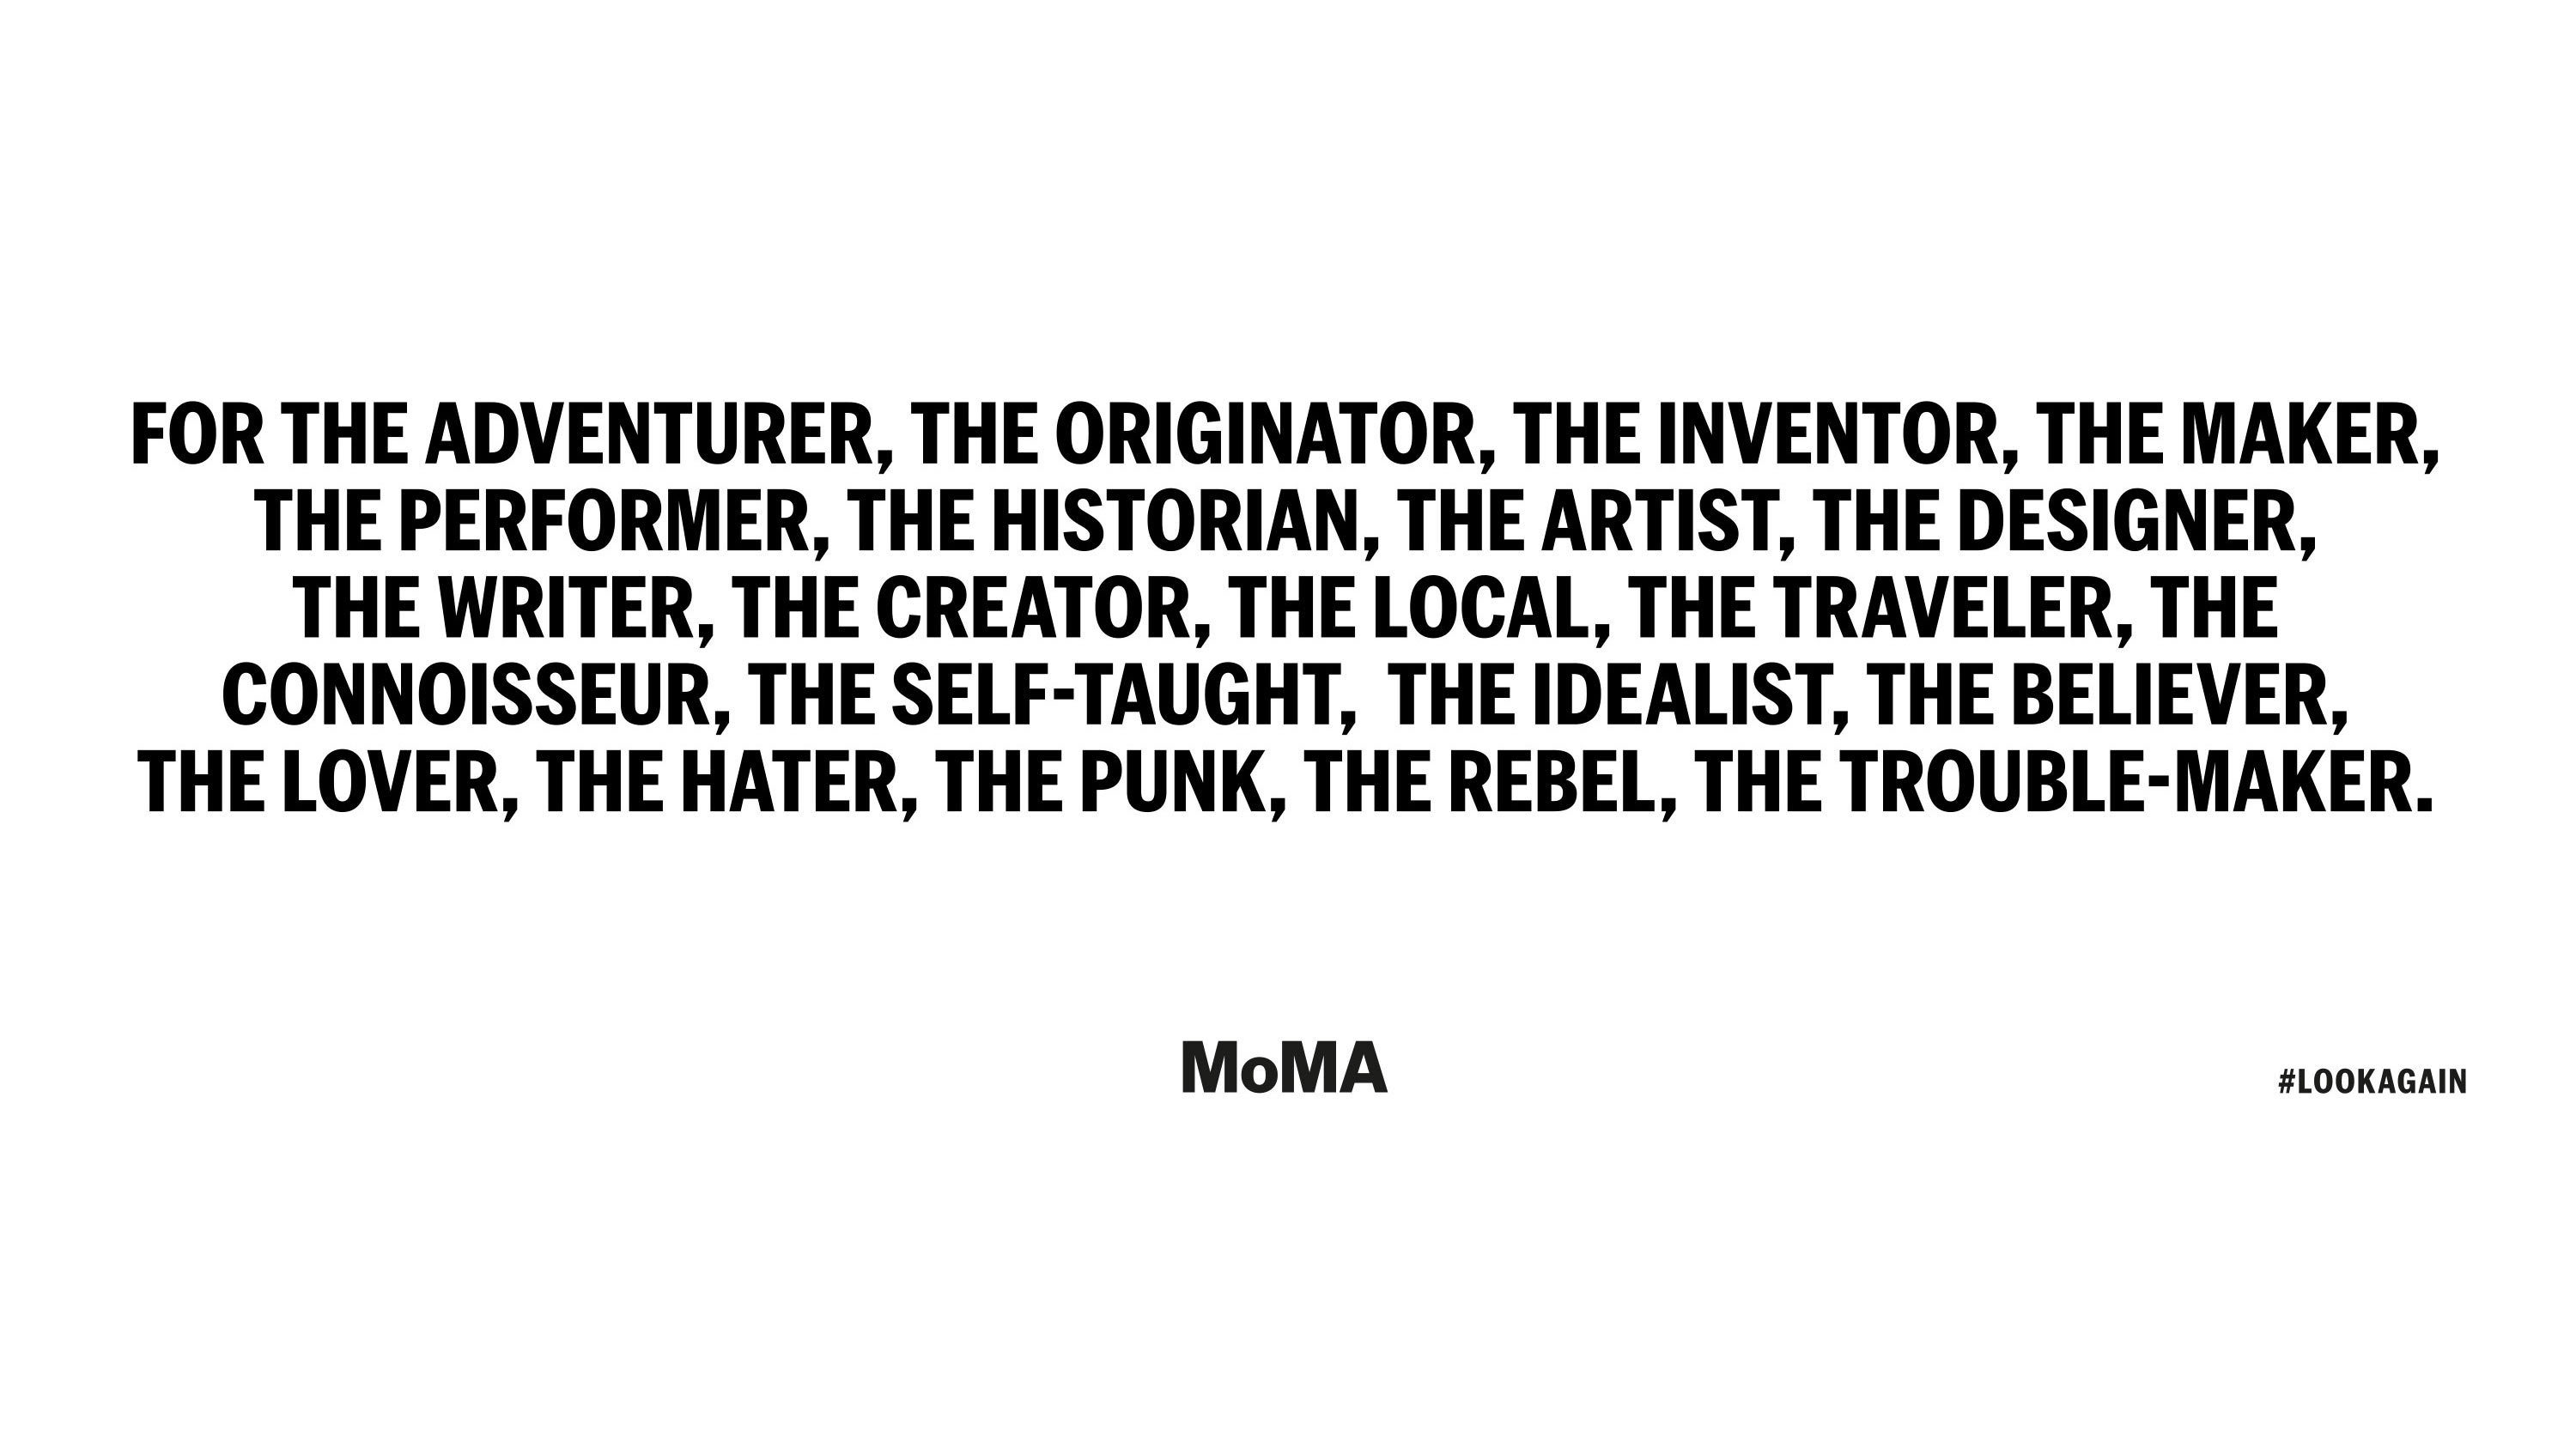 FOR THE ADVENTURER, THE ORIGINATOR, THE INVENTOR, THE MAKER,
THE PERFORMER, THE HISTORIAN, THE ARTIST, THE DESIGNER,
THE WRITER, THE CREATOR, THE LOCAL, THE TRAVELER, THE
CONNOISSEUR, THE SELF-TAUGHT,  THE IDEALIST, THE BELIEVER,
THE LOVER, THE HATER, THE PUNK, THE REBEL, THE TROUBLE-MAKER.
MoMA
#LOOKAGAIN